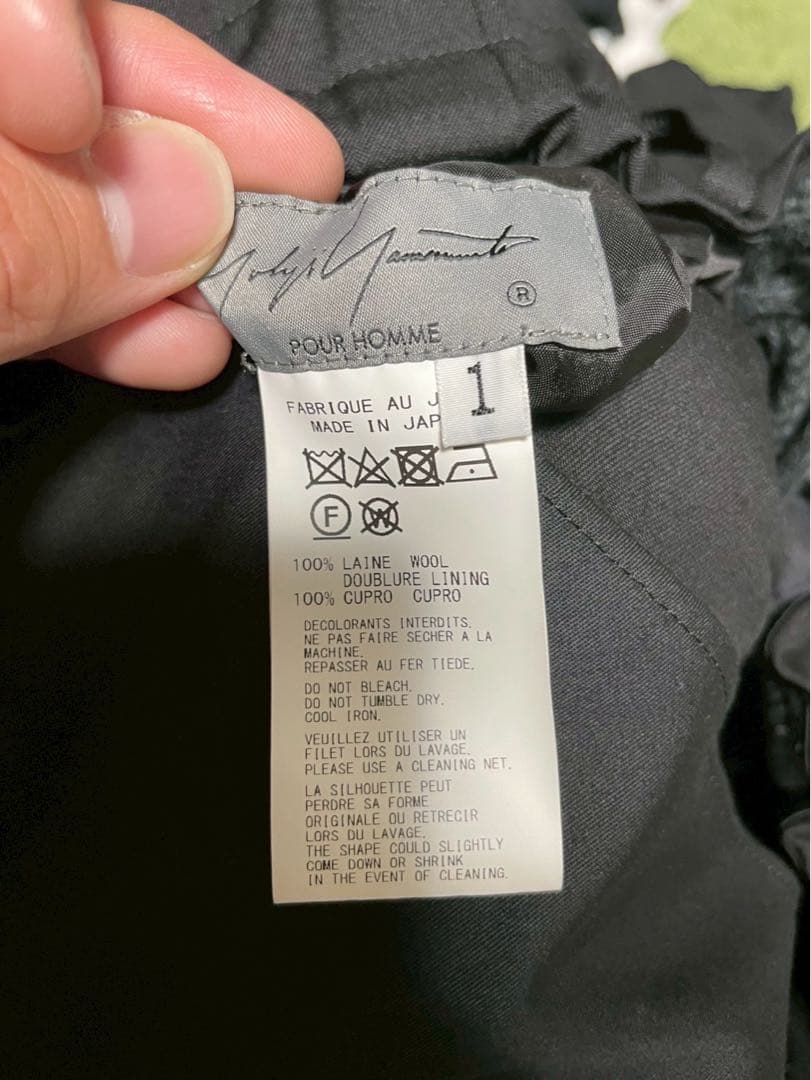 Yohji Yamamoto
®
POUR HOMME
1
FABRIQUE AU J
MADE IN JAP
F
W
100% LAINE WOOL
DOUBLURE LINING
100% CUPRO CUPRO
DECOLORANTS INTERDITS.
NE PAS FAIRE SECHER A LA
MACHINE.
REPASSER AU FER TIEDE.
DO NOT BLEACH.
DO NOT TUMBLE DRY.
COOL IRON.
VEUILLEZ UTILISER UN
FILET LORS DU LAVAGE.
PLEASE USE A CLEANING NET.
LA SILHOUETTE PEUT
PERDRE SA FORME
ORIGINALE OU RETRECIR
LORS DU LAVAGE.
THE SHAPE COULD SLIGHTLY
COME DOWN OR SHRINK
IN THE EVENT OF CLEANING.